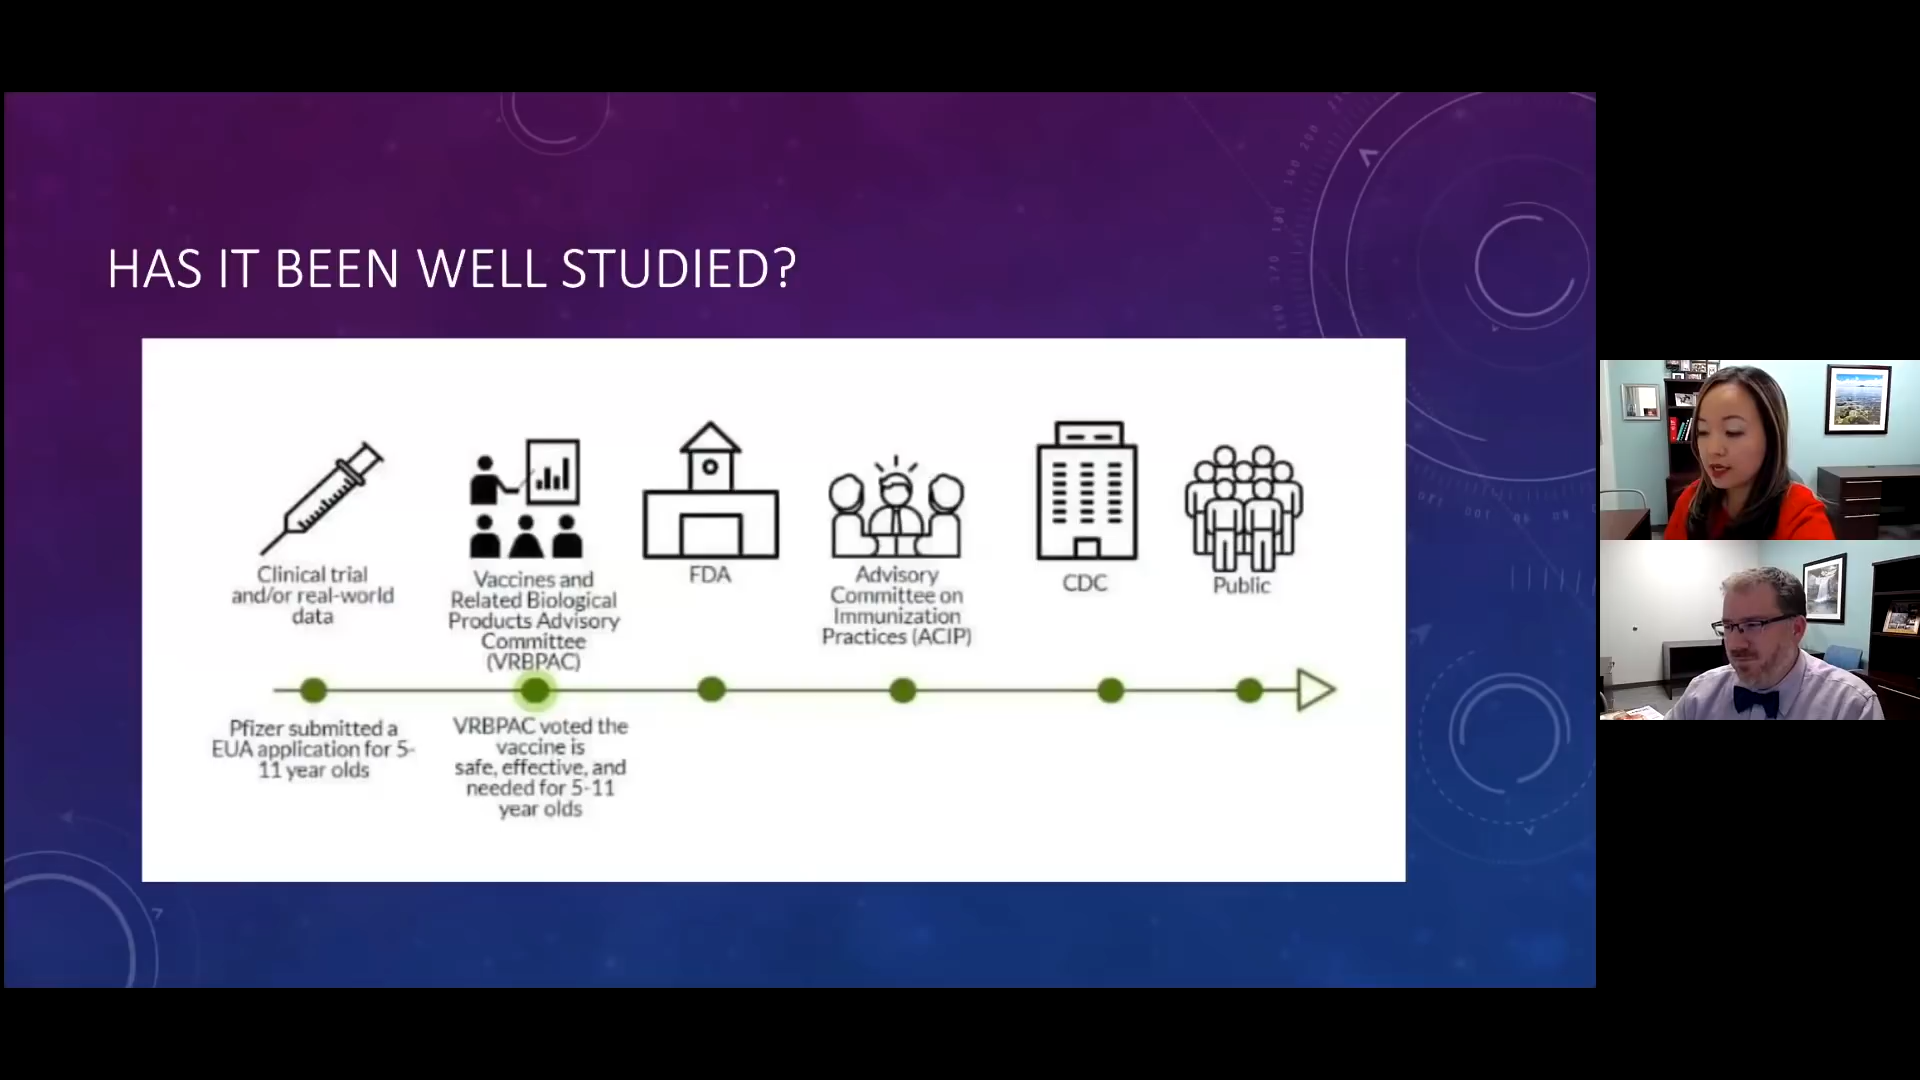 HAS IT BEEN WELL STUDIED?
Clinical trial
and/or real-world
data
Vaccines and
Related Biological
Products Advisory
Committee
(VRBPAC)
FDA
Advisory
Committee on
Immunization
Practices (ACIP)
CDC
Public
Pfizer submitted a
EUA application for 5-
11 year olds
VRBPAC voted the
vaccine is
safe, effective, and
needed for 5-11
year olds